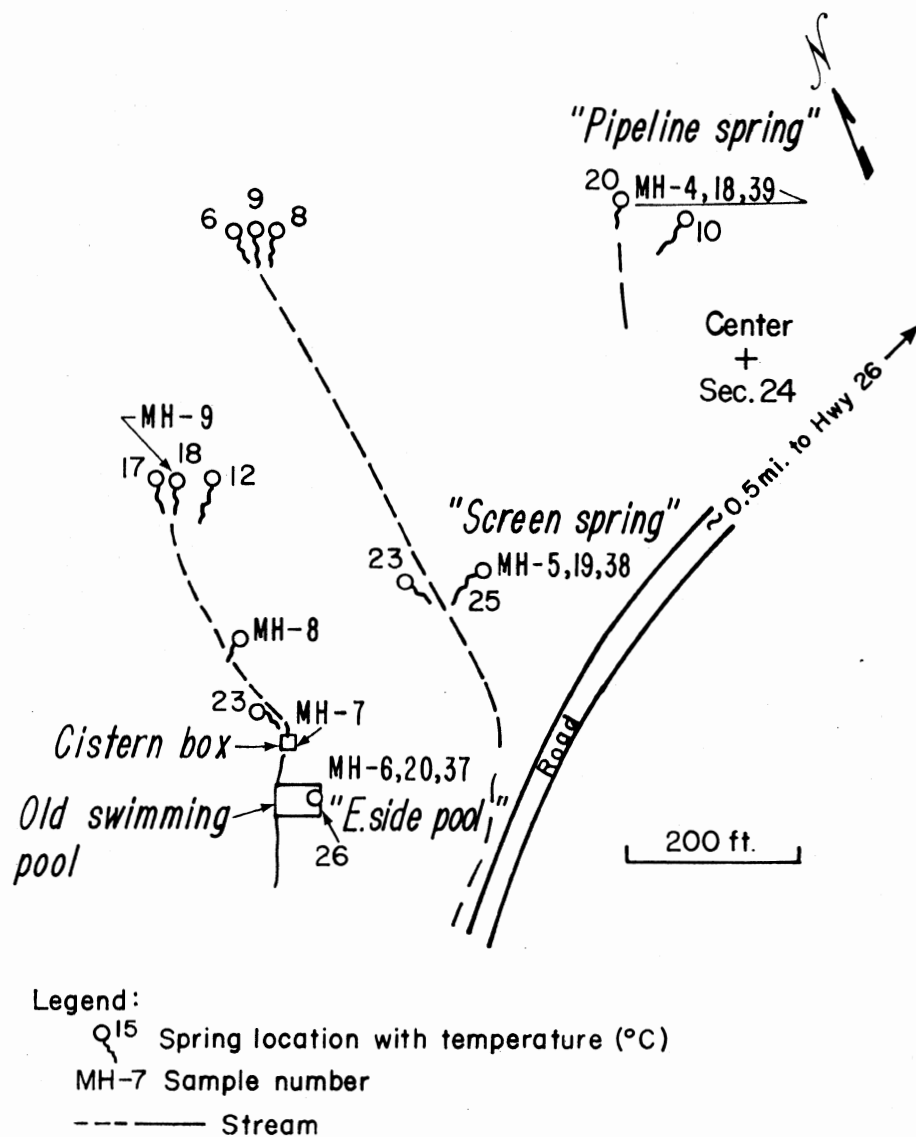 N
"Pipeline spring"
20 MH-4,18,39
10
6 9 8
Center
+
Sec. 24
~0.5 mi. to Hwy 26
MH-9
17 18 12
"Screen spring"
23 MH-5,19,38
25
MH-8
23 MH-7
Cistern box
MH-6,20,37
Old swimming
pool
"E.side pool"
26
Road
200 ft.
Legend:
15 Spring location with temperature (°C)
MH-7 Sample number
Stream